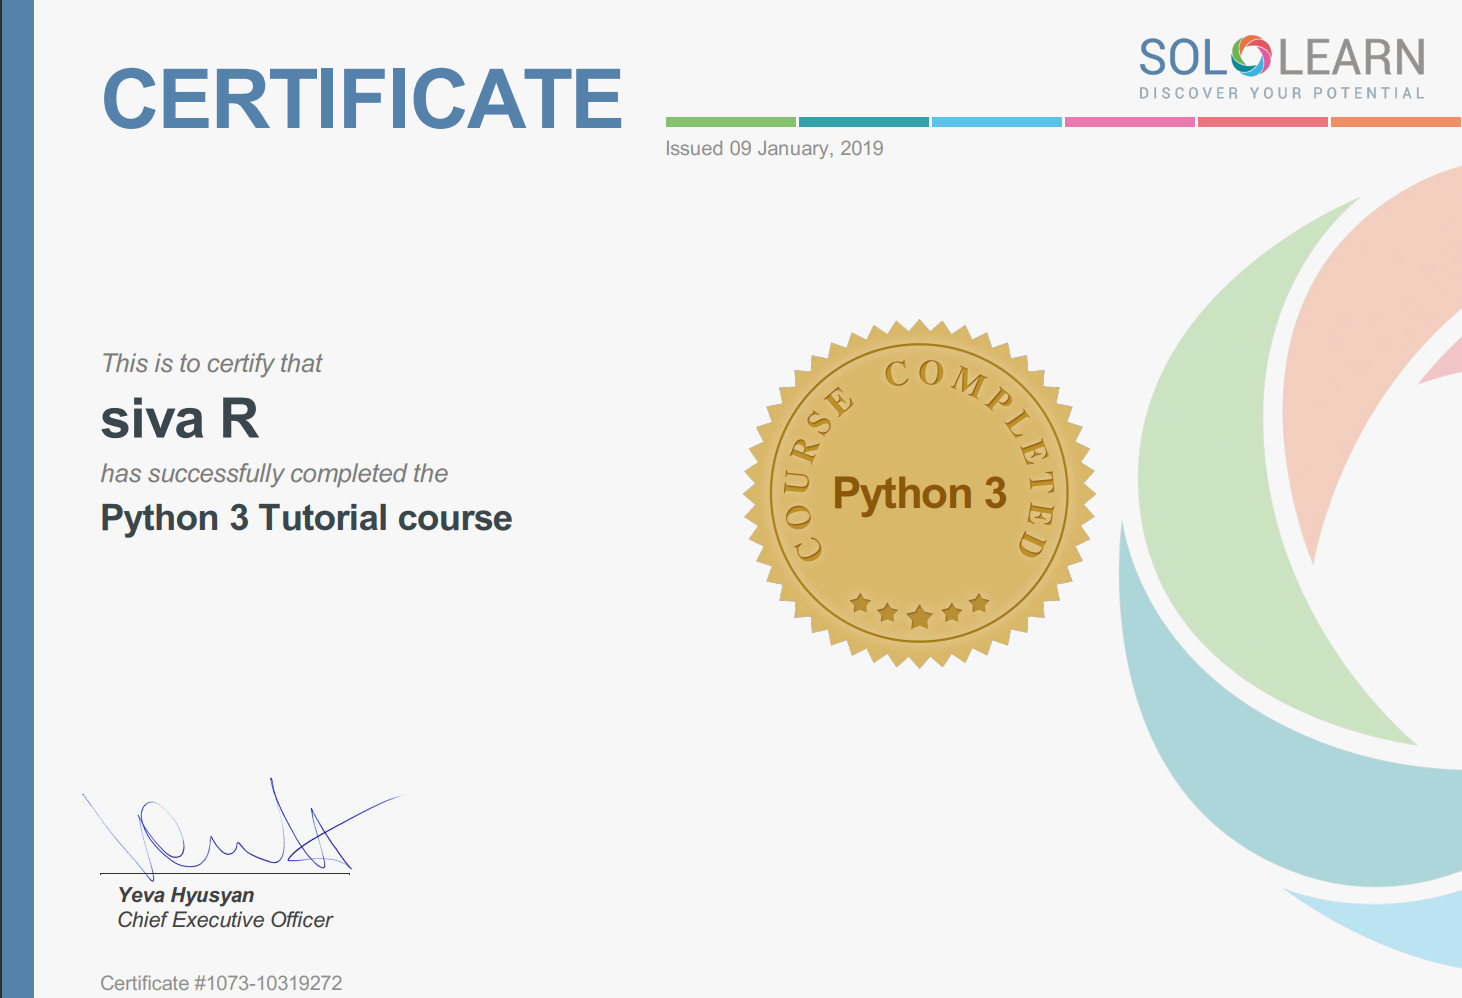 CERTIFICATE
SOLOLEARN
DISCOVER YOUR POTENTIAL
Issued 09 January, 2019
This is to certify that
siva R
has successfully completed the
Python 3 Tutorial course
COURSE COMPLETED
Python 3
Yeva Hyusyan
Chief Executive Officer
Certificate #1073-10319272